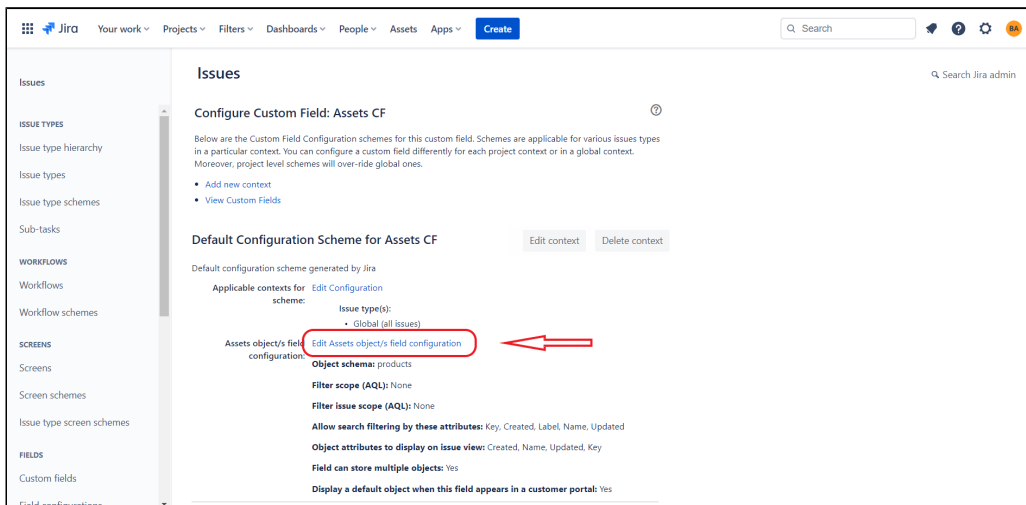 Jira Your work Projects Filters Dashboards People Assets Apps Create Search BA
Issues
Search Jira admin
Issues
ISSUE TYPES
Issue type hierarchy
Issue types
Issue type schemes
Sub-tasks
WORKFLOWS
Workflows
Workflow schemes
SCREENS
Screens
Screen schemes
Issue type screen schemes
FIELDS
Custom fields
Field configurations
Configure Custom Field: Assets CF
Below are the Custom Field Configuration schemes for this custom field. Schemes are applicable for various issues types
in a particular context. You can configure a custom field differently for each project context or in a global context.
Moreover, project level schemes will over-ride global ones.
• Add new context
• View Custom Fields
Default Configuration Scheme for Assets CF
Edit context Delete context
Default configuration scheme generated by Jira
Applicable contexts for Edit Configuration
scheme:
Issue type(s):
• Global (all issues)
Assets object/s field Edit Assets object/s field configuration
configuration:
Object schema: products
Filter scope (AQL): None
Filter issue scope (AQL): None
Allow search filtering by these attributes: Key, Created, Label, Name, Updated
Object attributes to display on issue view: Created, Name, Updated, Key
Field can store multiple objects: Yes
Display a default object when this field appears in a customer portal: Yes